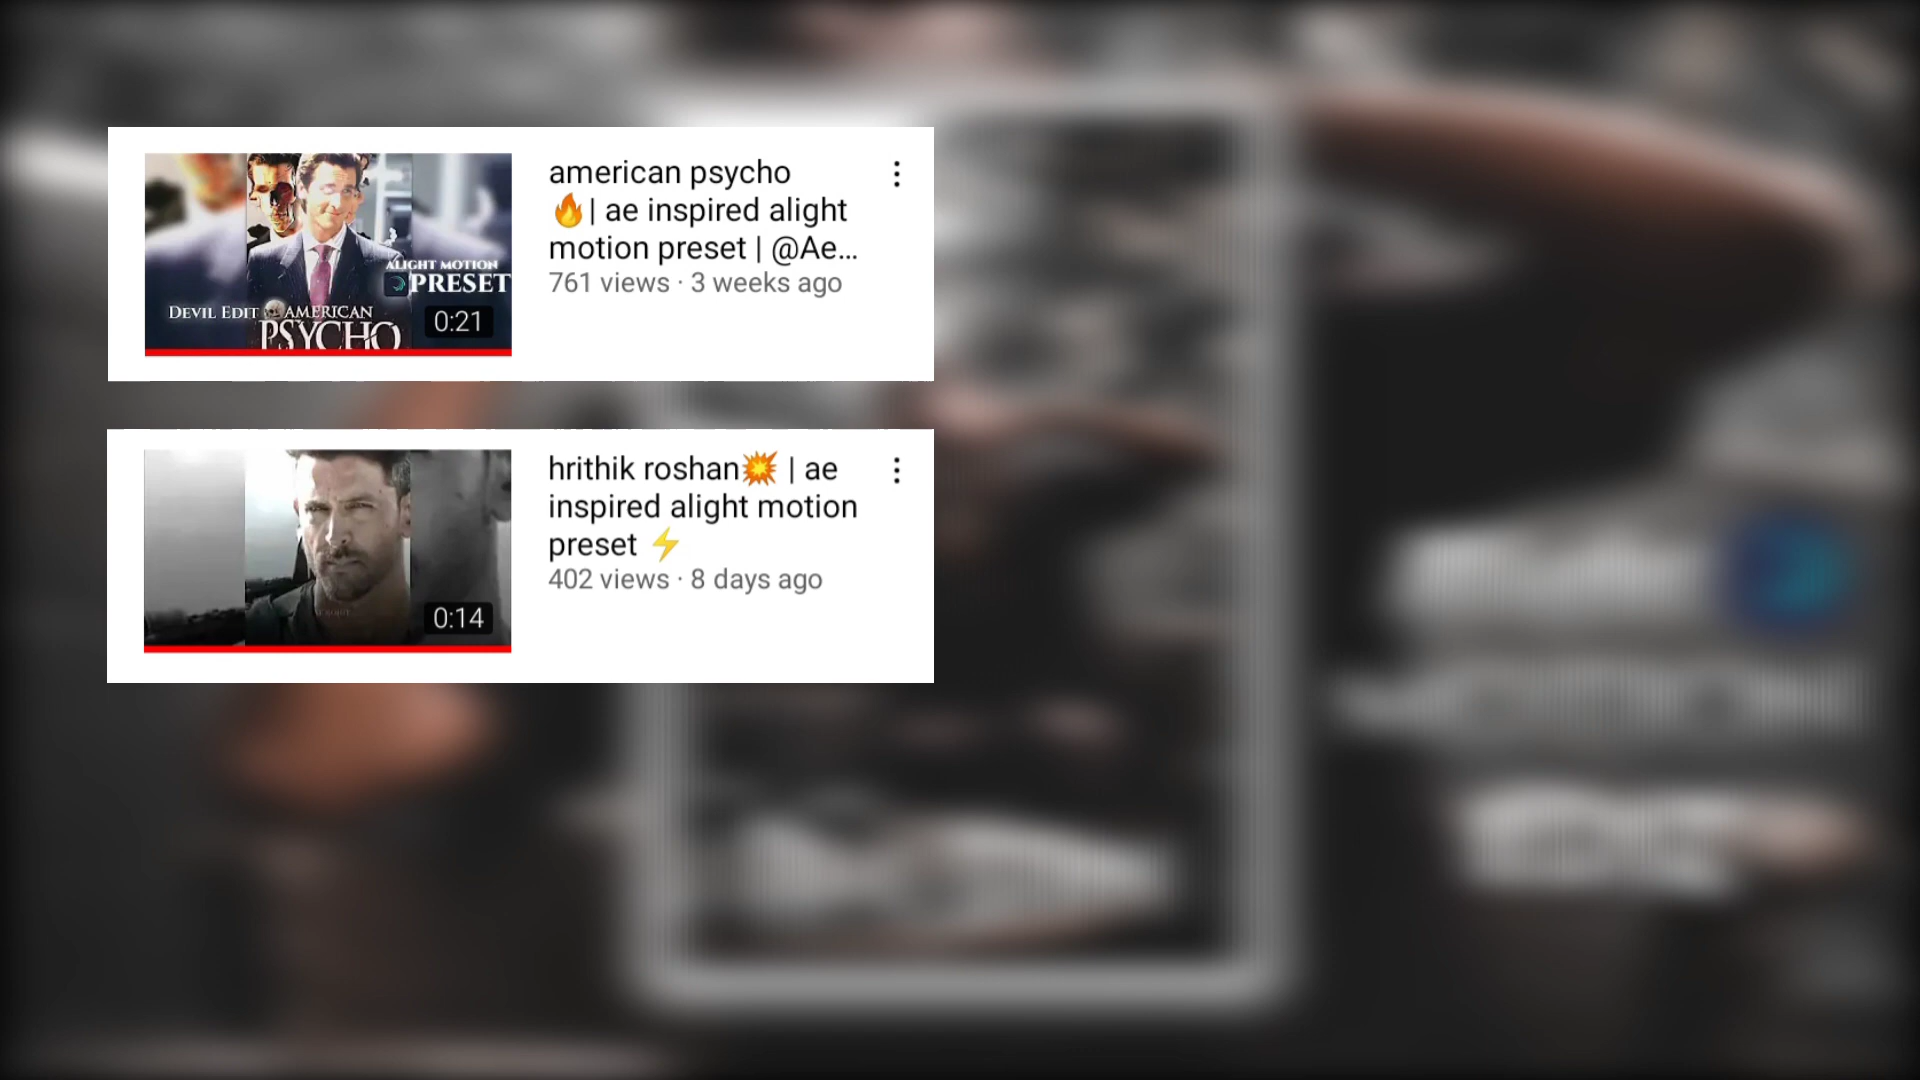 american psycho
🔥| ae inspired alight
motion preset | @Ae...
761 views · 3 weeks ago
ALIGHT MOTION
PRESET
DEVIL EDIT
AMERICAN
PSYCHO
0:21
hrithik roshan💥 | ae
inspired alight motion
preset ⚡
402 views · 8 days ago
0:14